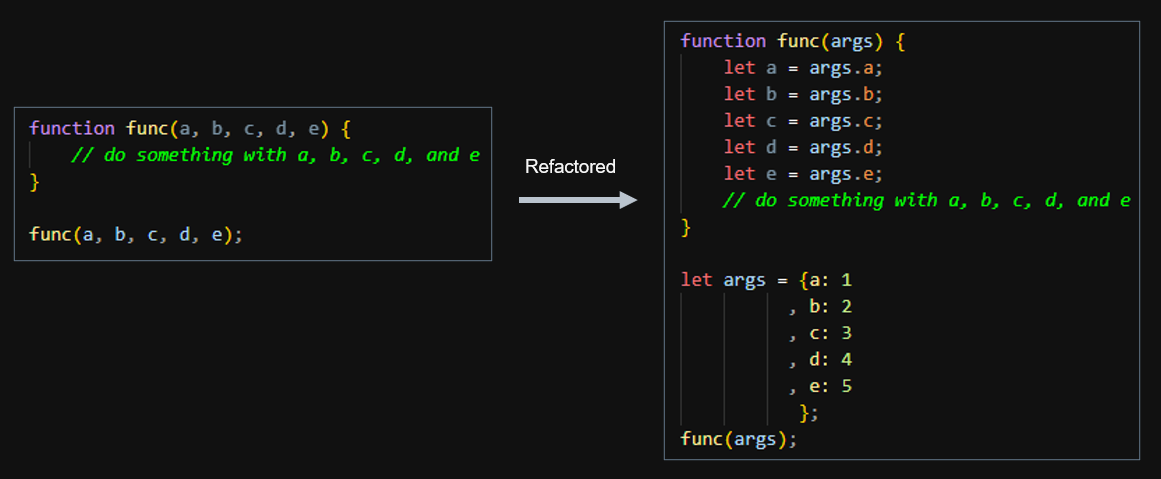 function func(a, b, c, d, e) {
// do something with a, b, c, d, and e
}
func(a, b, c, d, e);
Refactored
function func(args) {
let a = args.a;
let b = args.b;
let c = args.c;
let d = args.d;
let e = args.e;
// do something with a, b, c, d, and e
}
let args = {a: 1
, b: 2
, c: 3
, d: 4
, e: 5
};
func(args);